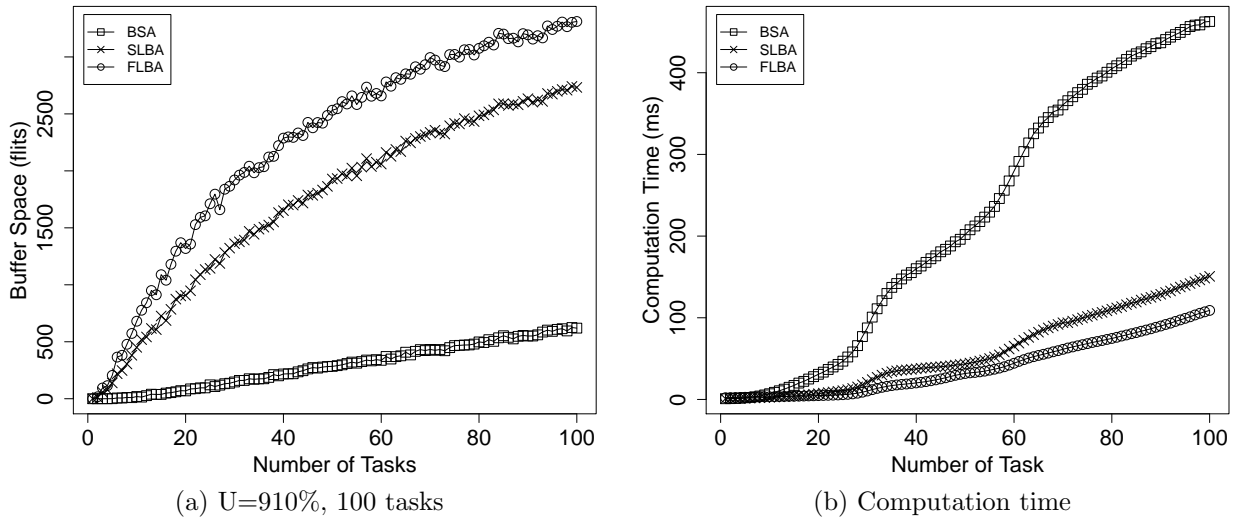 BSA
SLBA
FLBA
Buffer Space (flits)
0
500
1500
2500
0
20
40
60
80
100
Number of Tasks
(a) U=910%, 100 tasks
BSA
SLBA
FLBA
Computation Time (ms)
0
100
200
300
400
0
20
40
60
80
100
Number of Task
(b) Computation time